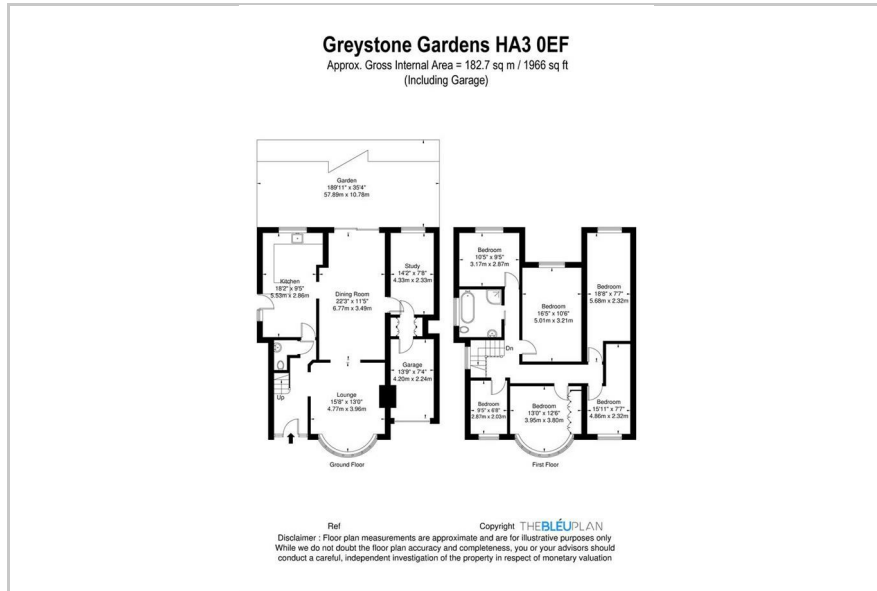 Greystone Gardens HA3 0EF
Approx. Gross Internal Area = 182.7 sq m / 1966 sq ft
(Including Garage)
Garden
189'11" x 35'4"
57.89m x 10.78m
Kitchen
18'2" x 9'5"
5.53m x 2.86m
Dining Room
22'3" x 11'5"
6.77m x 3.49m
Study
14'2" x 7'8"
4.33m x 2.33m
Garage
13'9" x 7'4"
4.20m x 2.24m
Up
Lounge
15'8" x 13'0"
4.77m x 3.96m
Ground Floor
Bedroom
10'5" x 9'5"
3.17m x 2.87m
Bedroom
16'5" x 10'6"
5.01m x 3.21m
Bedroom
18'8" x 7'7"
5.68m x 2.32m
Dn
Bedroom
9'5" x 6'8"
2.87m x 2.03m
Bedroom
13'0" x 12'6"
3.95m x 3.80m
Bedroom
15'11" x 7'7"
4.86m x 2.32m
First Floor
Ref
Copyright THEBLÉUPLAN
Disclaimer : Floor plan measurements are approximate and are for illustrative purposes only
While we do not doubt the floor plan accuracy and completeness, you or your advisors should
conduct a careful, independent investigation of the property in respect of monetary valuation